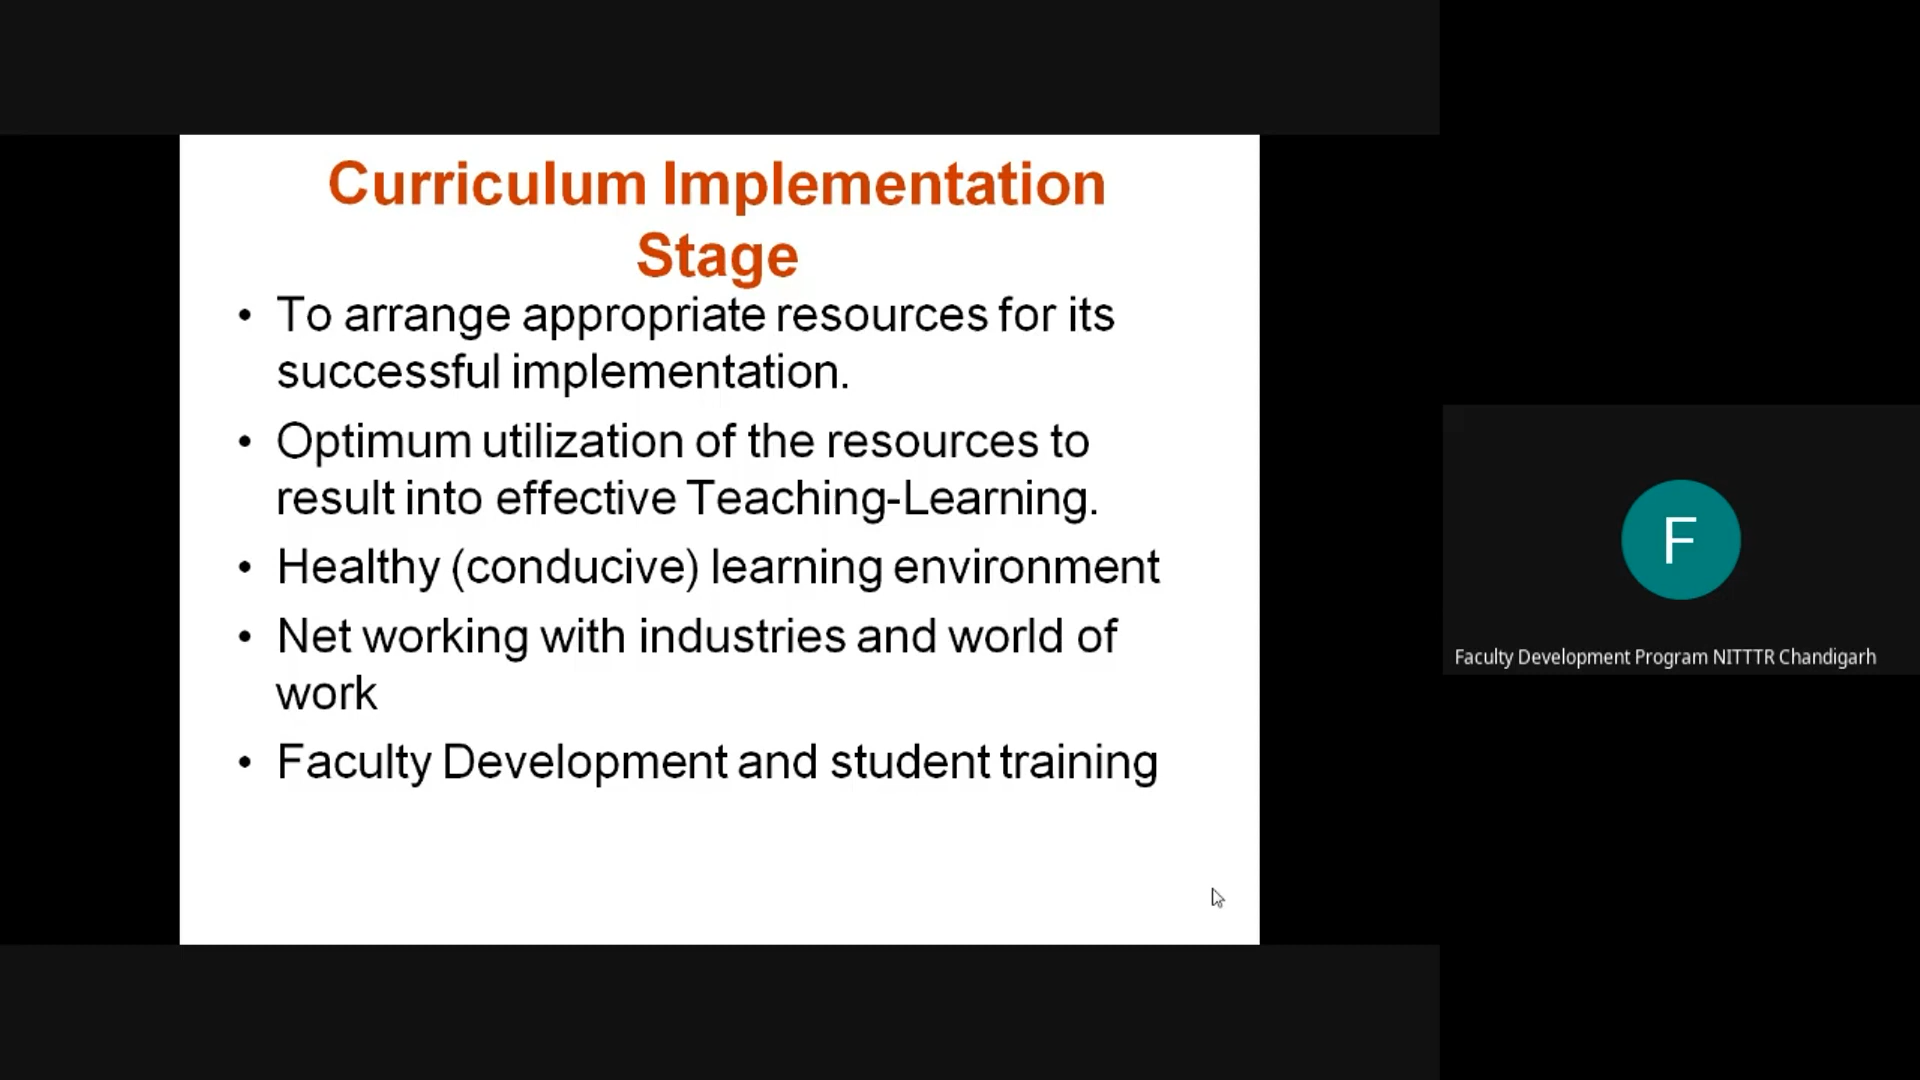 Curriculum Implementation
Stage
• To arrange appropriate resources for its
successful implementation.
• Optimum utilization of the resources to
result into effective Teaching-Learning.
• Healthy (conducive) learning environment
• Net working with industries and world of
work
• Faculty Development and student training
F
Faculty Development Program NITTTR Chandigarh